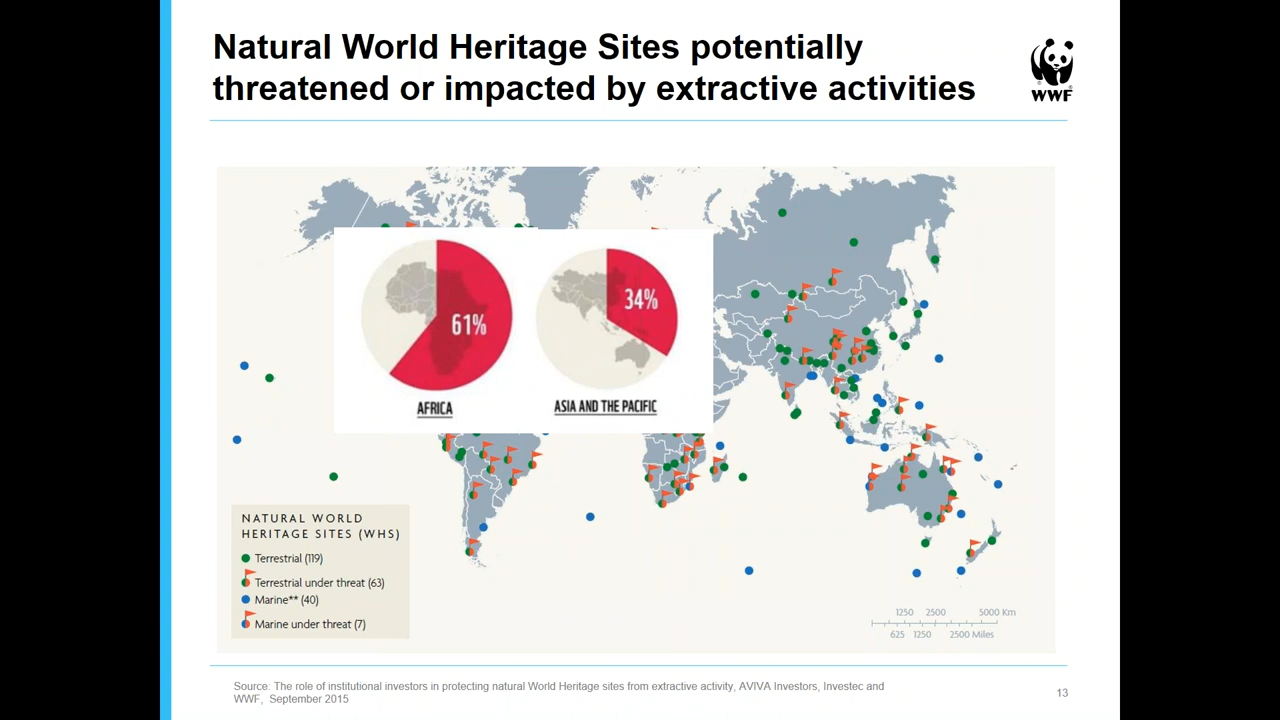 Natural World Heritage Sites potentially
threatened or impacted by extractive activities
WWF
61%
34%
AFRICA
ASIA AND THE PACIFIC
NATURAL WORLD
HERITAGE SITES (WHS)
Terrestrial (119)
Terrestrial under threat (63)
Marine** (40)
Marine under threat (7)
1250 2500 5000 Km
625 1250 2500 Miles
Source: The role of institutional investors in protecting natural World Heritage sites from extractive activity, AVIVA Investors, Investec and
WWF, September 2015
13